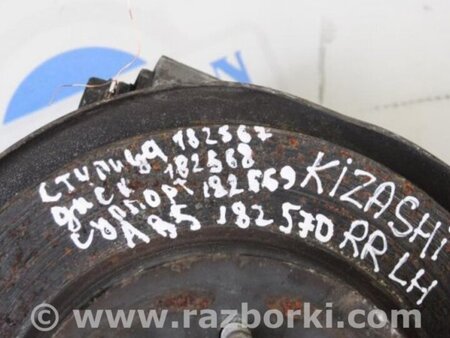 СТУПИЦА 182567
ДИСК 182568
СУППОРТ 182569
ABS 182570
KIZASHI
RR LH
www.razborki.com